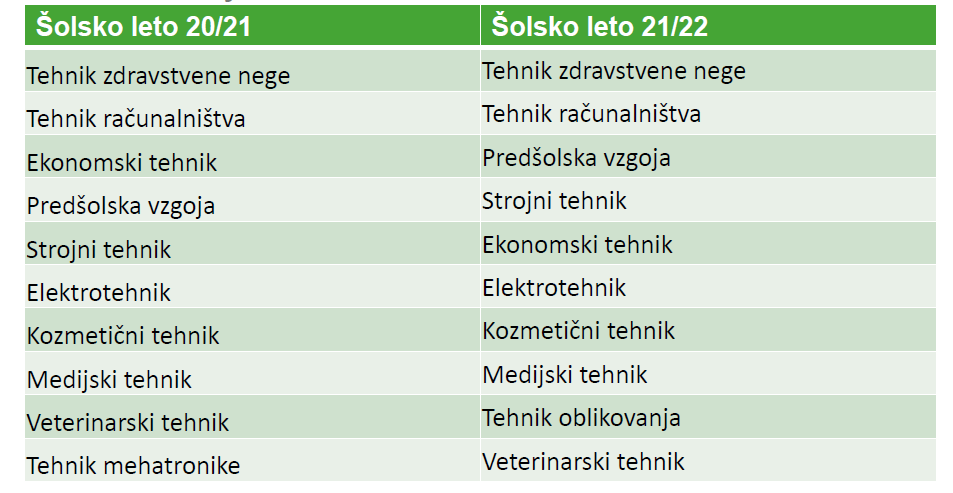 Šolsko leto 20/21 Šolsko leto 21/22
Tehnik zdravstvene nege Tehnik zdravstvene nege
Tehnik računalništva Tehnik računalništva
Ekonomski tehnik Predšolska vzgoja
Predšolska vzgoja Strojni tehnik
Strojni tehnik Ekonomski tehnik
Elektrotehnik Elektrotehnik
Kozmetični tehnik Kozmetični tehnik
Medijski tehnik Medijski tehnik
Veterinarski tehnik Tehnik oblikovanja
Tehnik mehatronike Veterinarski tehnik